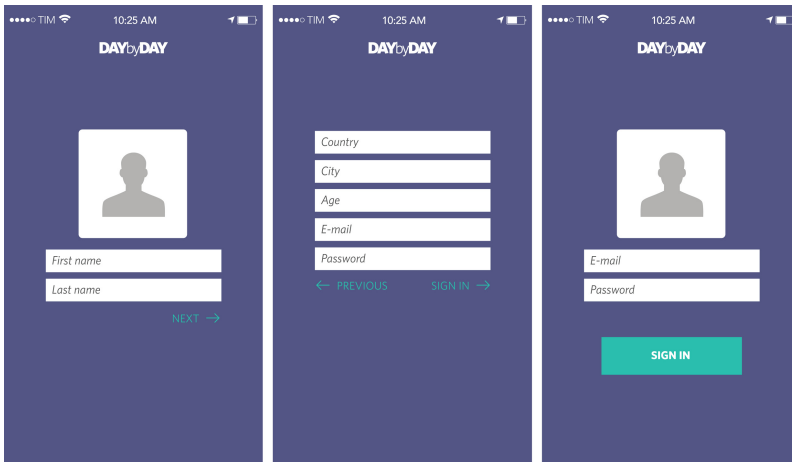 TIM 10:25 AM
DAYbyDAY
First name
Last name
NEXT →
TIM 10:25 AM
DAYbyDAY
Country
City
Age
E-mail
Password
← PREVIOUS SIGN IN →
TIM 10:25 AM
DAYbyDAY
E-mail
Password
SIGN IN